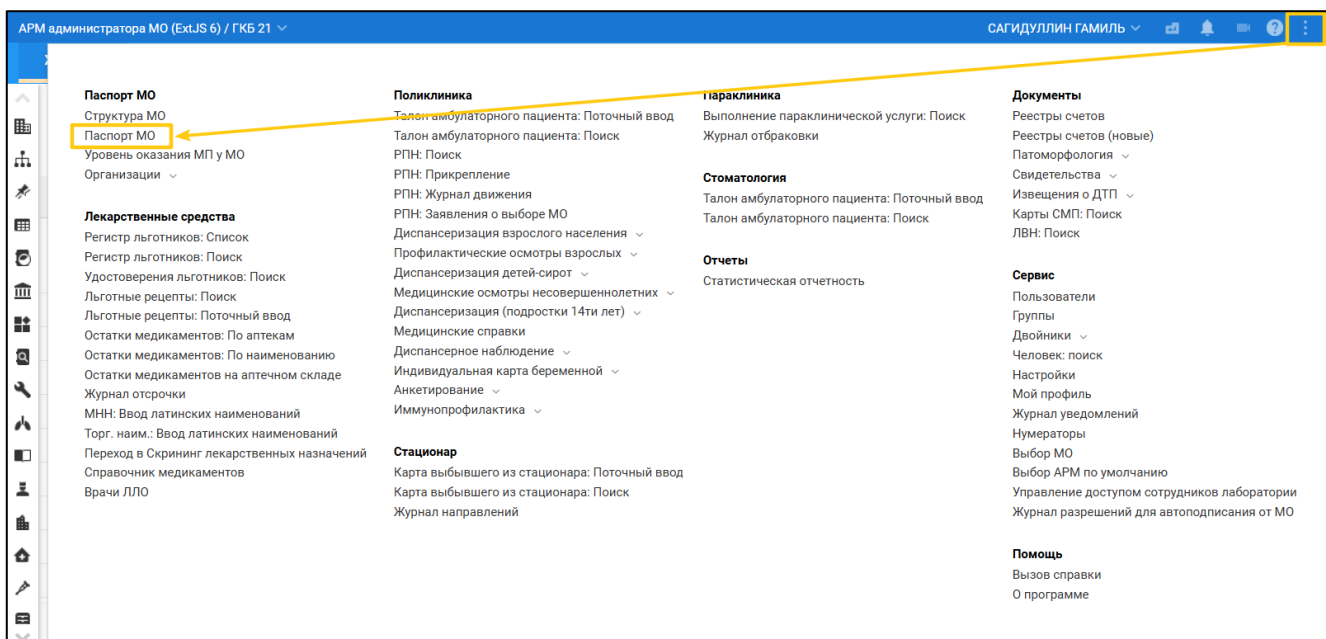 АРМ администратора МО (ExtJS 6) / ГКБ 21
САГИДУЛЛИН ГАМИЛЬ
Паспорт МО
Структура МО
Паспорт МО
Уровень оказания МП у МО
Организации
Лекарственные средства
Регистр льготников: Список
Регистр льготников: Поиск
Удостоверения льготников: Поиск
Льготные рецепты: Поиск
Льготные рецепты: Поточный ввод
Остатки медикаментов: По аптекам
Остатки медикаментов: По наименованию
Остатки медикаментов на аптечном складе
Журнал отсрочки
МНН: Ввод латинских наименований
Торг. наим.: Ввод латинских наименований
Переход в Скрининг лекарственных назначений
Справочник медикаментов
Врачи ЛЛО
Поликлиника
Талон амбулаторного пациента: Поточный ввод
Талон амбулаторного пациента: Поиск
РПН: Поиск
РПН: Прикрепление
РПН: Журнал движения
РПН: Заявления о выборе МО
Диспансеризация взрослого населения
Профилактические осмотры взрослых
Диспансеризация детей-сирот
Медицинские осмотры несовершеннолетних
Диспансеризация (подростки 14ти лет)
Медицинские справки
Диспансерное наблюдение
Индивидуальная карта беременной
Анкетирование
Иммунопрофилактика
Стационар
Карта выбывшего из стационара: Поточный ввод
Карта выбывшего из стационара: Поиск
Журнал направлений
Параклиника
Выполнение параклинической услуги: Поиск
Журнал отбраковки
Стоматология
Талон амбулаторного пациента: Поточный ввод
Талон амбулаторного пациента: Поиск
Отчеты
Статистическая отчетность
Документы
Реестры счетов
Реестры счетов (новые)
Патоморфология
Свидетельства
Извещения о ДТП
Карты СМП: Поиск
ЛВН: Поиск
Сервис
Пользователи
Группы
Двойники
Человек: поиск
Настройки
Мой профиль
Журнал уведомлений
Нумераторы
Выбор МО
Выбор АРМ по умолчанию
Управление доступом сотрудников лаборатории
Журнал разрешений для автоподписания от МО
Помощь
Вызов справки
О программе